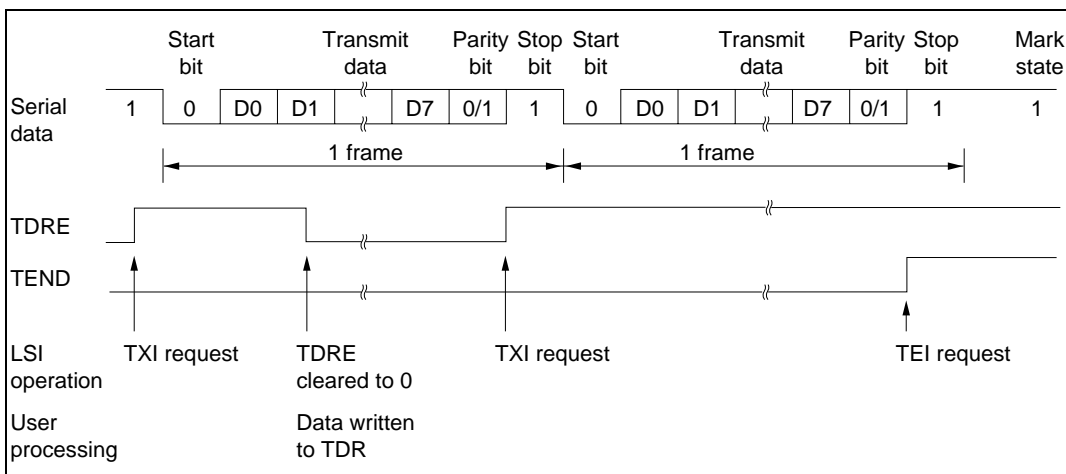 Start bit Transmit data Parity bit Stop bit Start bit Transmit data Parity bit Stop bit Mark state
Serial data 1 0 D0 D1 D7 0/1 1 0 D0 D1 D7 0/1 1 1
1 frame 1 frame
TDRE
TEND
LSI operation TXI request TDRE cleared to 0 TXI request TEI request
User processing Data written to TDR